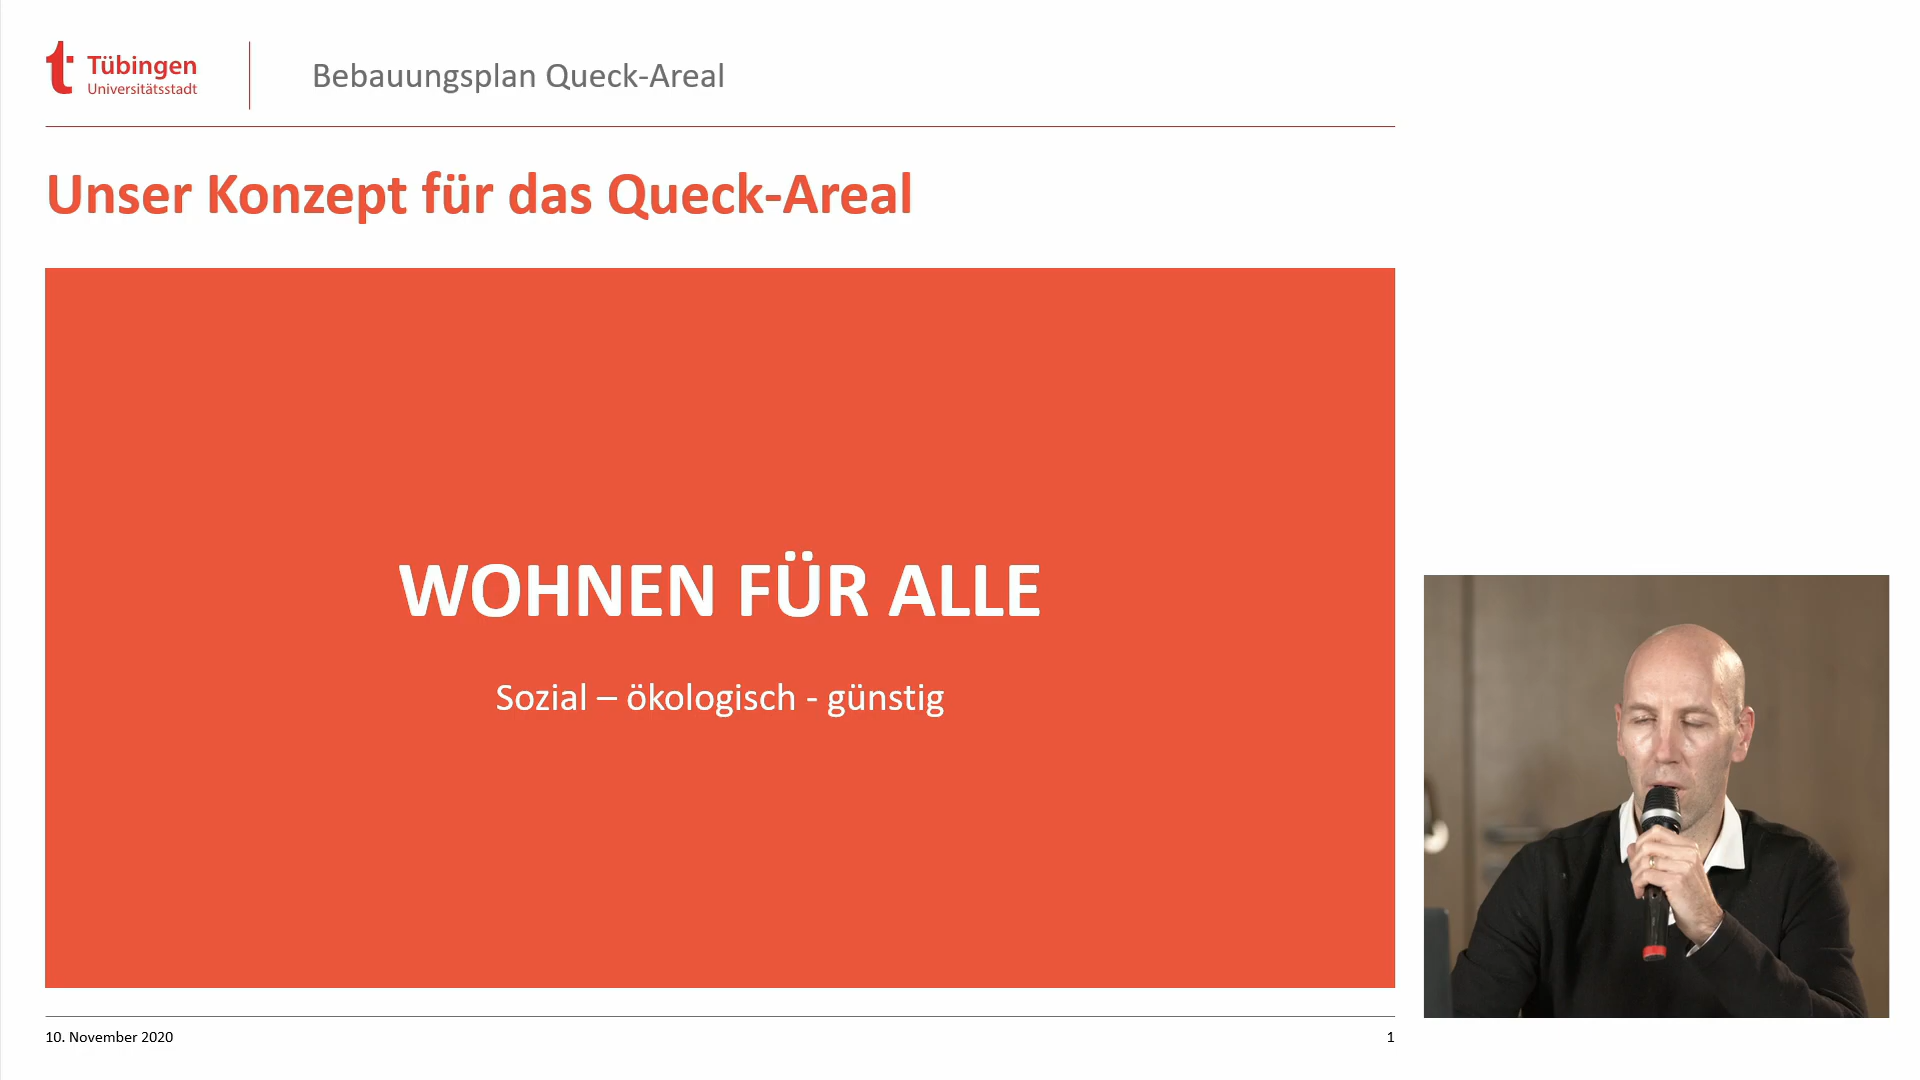 Tübingen
Universitätsstadt
Bebauungsplan Queck-Areal
Unser Konzept für das Queck-Areal
WOHNEN FÜR ALLE
Sozial – ökologisch - günstig
10. November 2020
1